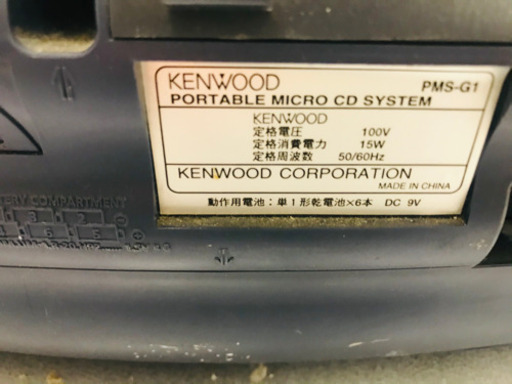 KENWOOD PMS-G1
PORTABLE MICRO CD SYSTEM
KENWOOD
定格電圧 100V
定格消費電力 15W
定格周波数 50/60Hz
KENWOOD CORPORATION
MADE IN CHINA
動作用電池：単1形乾電池×6本 DC 9V
BATTERY COMPARTMENT